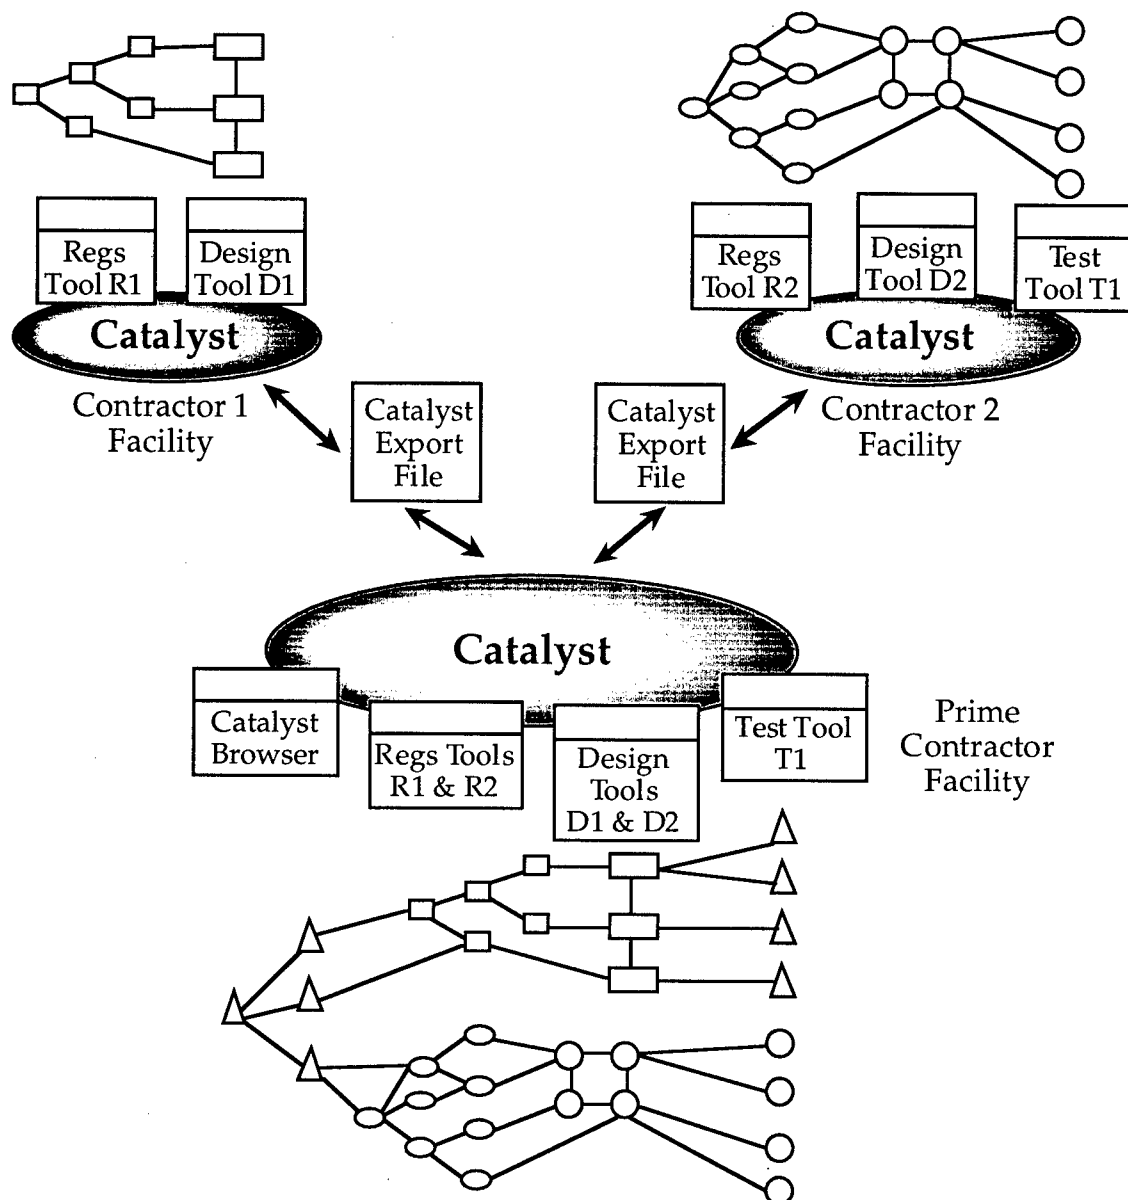 Regs
Tool R1
Design
Tool D1
Catalyst
Contractor 1
Facility
Regs
Tool R2
Design
Tool D2
Test
Tool T1
Catalyst
Contractor 2
Facility
Catalyst
Export
File
Catalyst
Export
File
Catalyst
Catalyst
Browser
Regs Tools
R1 & R2
Design
Tools
D1 & D2
Test Tool
T1
Prime
Contractor
Facility